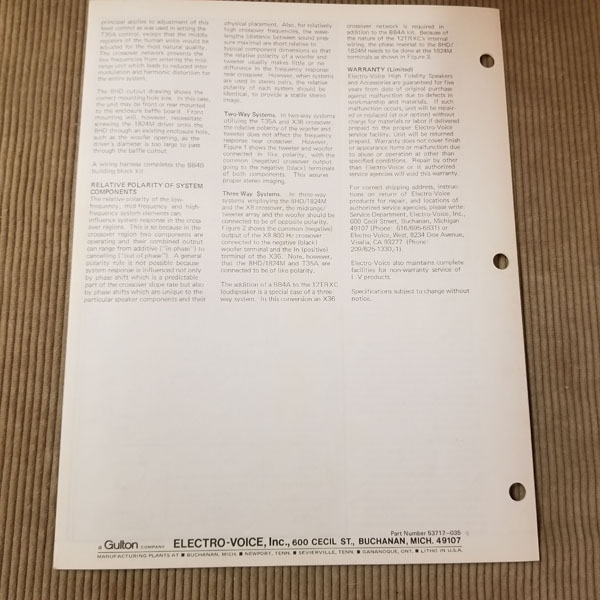 principal applies to adjustment of this
level control as was used in setting the
T35A control, except that the middle
registers of the human voice would be
adjusted for the most natural quality.
The crossover network prevents the
low frequencies from entering the mid-
range unit which leads to reduced inter-
modulation and harmonic distortion for
the entire system.
The 8HD cutout drawing shows the
correct mounting hole size. In this case,
the unit may be front or rear mounted
to the enclosure baffle board. Front
mounting will, however, necessitate
screwing the 1824M driver onto the
8HD through an existing enclosure hole,
such as the woofer opening, as the
driver's diameter is too large to pass
through the baffle cutout.
A wiring harness completes the BB4B
building block kit.
RELATIVE POLARITY OF SYSTEM
COMPONENTS
The relative polarity of the low-
frequency, mid-frequency and high-
frequency system elements can
influence system response in the cross
over regions. This is so because in the
crossover region two components are
operating and their combined output
can range from additive ("in phase") to
cancelling ("out of phase"). A general
polarity rule is not possible because
system response is influenced not only
by phase shift which is a predictable
part of the crossover slope rate but also
by phase shifts which are unique to the
particular speaker components and their
physical placement. Also, for relatively
high crossover frequencies, the wave-
lengths (distance between sound pres-
sure maxima) are short relative to
typical component dimensions so that
the relative polarity of a woofer and
tweeter usually makes little or no
difference in the frequency response
near crossover. However, when systems
are used in stereo pairs, the relative
polarity of each system should be
identical, to provide a stable stereo
image.
Two-Way Systems. In two-way systems
utilizing the T35A and X36 crossover,
the relative polarity of the woofer and
tweeter does not affect the frequency
response near crossover. However,
Figure 1 shows the tweeter and woofer
connected in like polarity, with the
common (negative) crossover output
going to the negative (black) terminals
of both components. This assures
proper stereo imaging.
Three-Way Systems. In three-way
systems employing the 8HD/1824M
and the X8 crossover, the midrange/
tweeter array and the woofer should be
connected to be of opposite polarity.
Figure 2 shows the common (negative)
output of the X8 800 Hz crossover
connected to the negative (black)
woofer terminal and the In (positive)
terminal of the X36. Note, however,
that the 8HD/1824M and T35A are
connected to be of like polarity.
The addition of a BB4A to the 12TRXC
loudspeaker is a special case of a three-
way system. In this conversion an X36
crossover network is required in
addition to the BB4A kit. Because of
the nature of the 12TRXC's internal
wiring, the phase internal to the 8HD/
1824M needs to be done at the 1824M
terminals as shown in Figure 3.
WARRANTY (Limited)
Electro-Voice High Fidelity Speakers
and Accessories are guaranteed for five
years from date of original purchase
against malfunction due to defects in
workmanship and materials. If such
malfunction occurs, unit will be repair-
ed or replaced (at our option) without
charge for materials or labor if delivered
prepaid to the proper Electro-Voice
service facility. Unit will be returned
prepaid. Warranty does not cover finish
or appearance items or malfunction due
to abuse or operation at other than
specified conditions. Repair by other
than Electro-Voice or its authorized
service agencies will void this warranty.
For correct shipping address, instruc-
tions on return of Electro-Voice
products for repair, and locations of
authorized service agencies, please write:
Service Department, Electro-Voice, Inc.,
600 Cecil Street, Buchanan, Michigan
49107 (Phone: 616/695-6831) or
Electro-Voice, West, 8234 Doe Avenue,
Visalia, CA 93277 (Phone:
209/625-1330,-1).
Electro-Voice also maintains complete
facilities for non-warranty service of
E-V products.
Specifications subject to change without
notice.
Part Number 53717-035
a Gulton COMPANY ELECTRO-VOICE, Inc., 600 CECIL ST., BUCHANAN, MICH. 49107
MANUFACTURING PLANTS AT ■ BUCHANAN, MICH. ■ NEWPORT, TENN. ■ SEVIERVILLE, TENN. ■ GANANOQUE, ONT. ■ LITHO IN U.S.A.